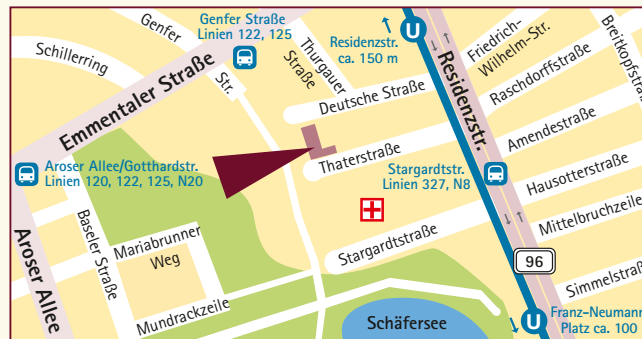 Genfer Straße
Linien 122, 125
Schillerring
Genfer
Str.
Thurgauer
Straße
Residenzstr.
ca. 150 m
U
Friedrich-
Wilhelm-Str.
Breitkopfstraß
Raschdorffstraße
Residenzstr.
Emmentaler Straße
Deutsche Straße
Amendestraße
Thaterstraße
Aroser Allee/Gotthardstr.
Linien 120, 122, 125, N20
Stargardtstr.
Linien 327, N8
Hausotterstraße
Baseler Straße
Mariabrunner
Weg
Mittelbruchzeile
Stargardtstraße
96
Aroser Allee
Mundrackzeile
Simmelstraß
Schäfersee
U
Franz-Neumann
Platz ca. 100